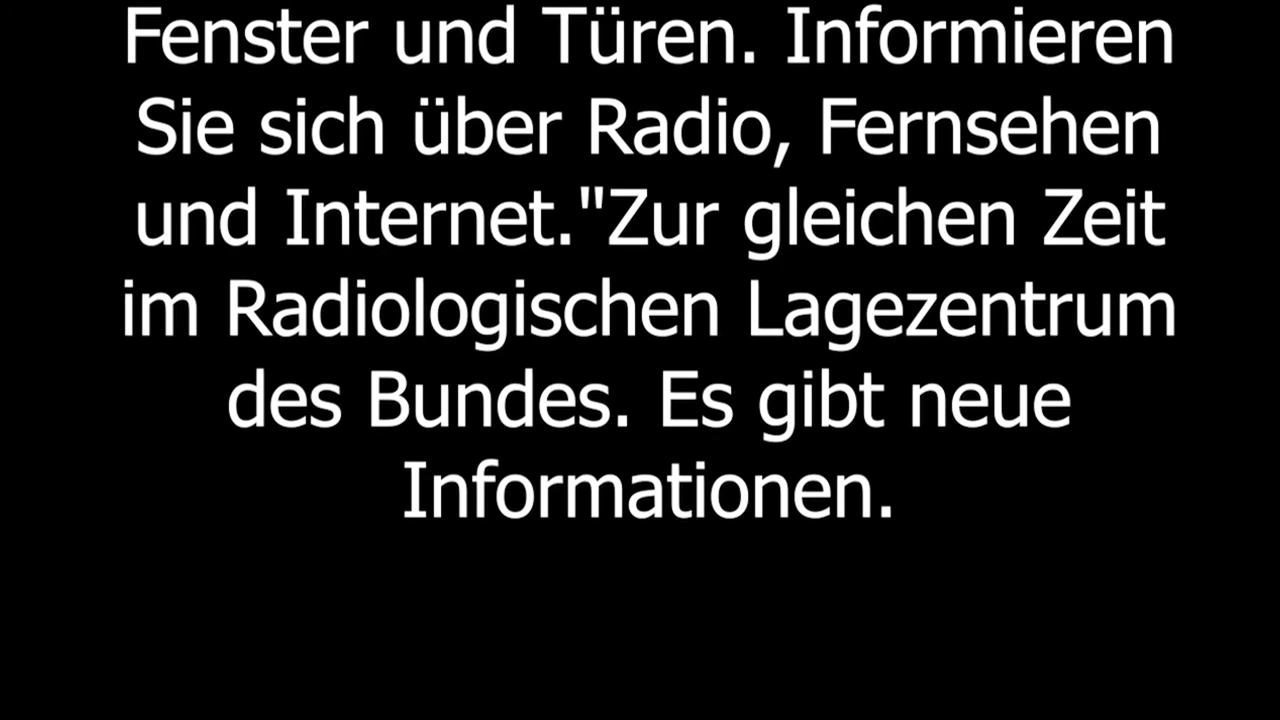 Fenster und Türen. Informieren
Sie sich über Radio, Fernsehen
und Internet."Zur gleichen Zeit
im Radiologischen Lagezentrum
des Bundes. Es gibt neue
Informationen.